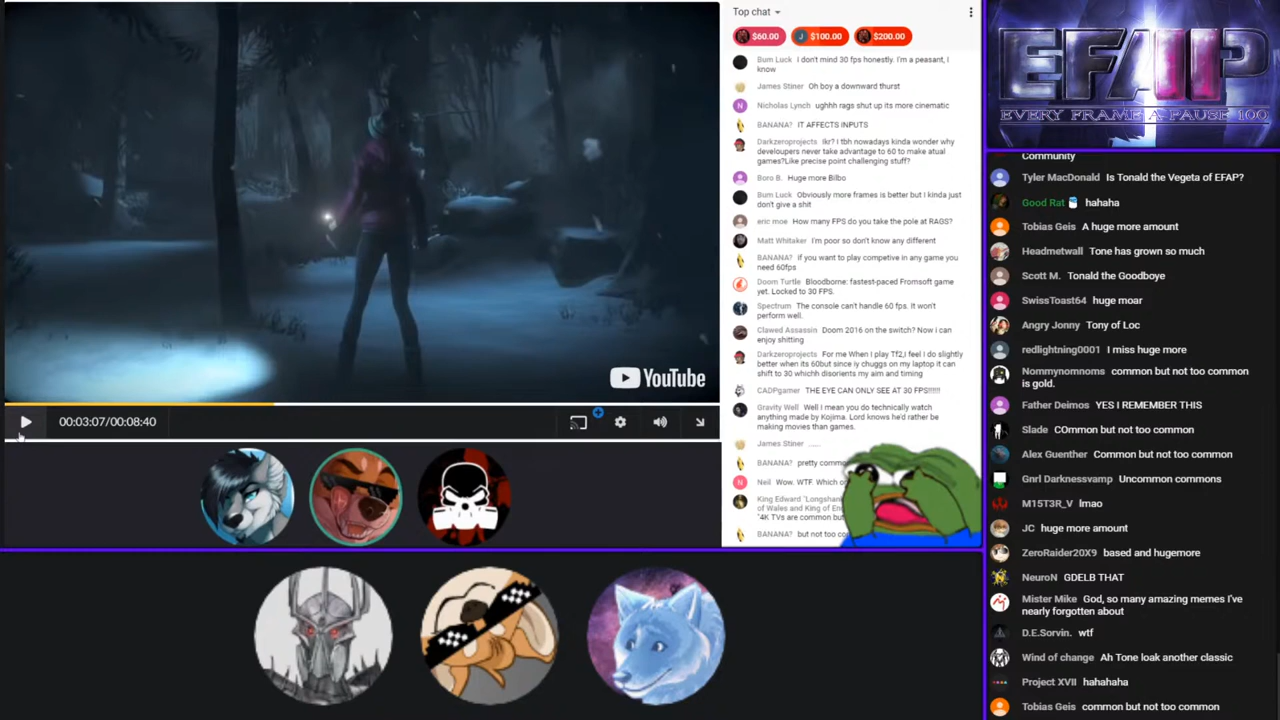 YouTube
00:03:07/00:08:40
Top chat
$60.00
J $100.00
$200.00
Bum Luck I don't mind 30 fps honestly. I'm a peasant, I
know
James Stiner Oh boy a downward thurst
N Nicholas Lynch ughhh rags shut up its more cinematic
BANANA? IT AFFECTS INPUTS
Darkzeroprojects Ikr? I tbh nowadays kinda wonder why
develoupers never take advantage to 60 to make atual
games?Like precise point challenging stuff?
Boro B. Huge more Bilbo
Bum Luck Obviously more frames is better but I kinda just
don't give a shit
eric moe How many FPS do you take the pole at RAGS?
Matt Whitaker I'm poor so don't know any different
BANANA? if you want to play competive in any game you
need 60fps
Doom Turtle Bloodborne: fastest-paced Fromsoft game
yet. Locked to 30 FPS.
Spectrum The console can't handle 60 fps. It won't
perform well.
Clawed Assassin Doom 2016 on the switch? Now i can
enjoy shitting
Darkzeroprojects For me When I play Tf2,I feel I do slightly
better when its 60but since iy chuggs on my laptop it can
shift to 30 whichh disorients my aim and timing
CADPgamer THE EYE CAN ONLY SEE AT 30 FPS!!!!!!
Gravity Well Well I mean you do technically watch
anything made by Kojima. Lord knows he'd rather be
making movies than games.
James Stiner ......
BANANA? pretty comm
Neil Wow. WTF. Which o
King Edward "Longshank
of Wales and King of En
"4K TVs are common bu
BANANA? but not too co
EFAP
EVERY FRAME A PAUSE 100
Community
Tyler MacDonald Is Tonald the Vegeta of EFAP?
Good Rat hahaha
Tobias Geis A huge more amount
Headmetwall Tone has grown so much
Scott M. Tonald the Goodboye
SwissToast64 huge moar
Angry Jonny Tony of Loc
redlightning0001 I miss huge more
Nommynomnoms common but not too common
is gold.
Father Deimos YES I REMEMBER THIS
Slade COmmon but not too common
Alex Guenther Common but not too common
Gnrl Darknessvamp Uncommon commons
M15T3R_V lmao
JC huge more amount
ZeroRaider20X9 based and hugemore
NeuroN GDELB THAT
Mister Mike God, so many amazing memes I've
nearly forgotten about
D.E.Sorvin. wtf
Wind of change Ah Tone loak another classic
Project XVII hahahaha
Tobias Geis common but not too common